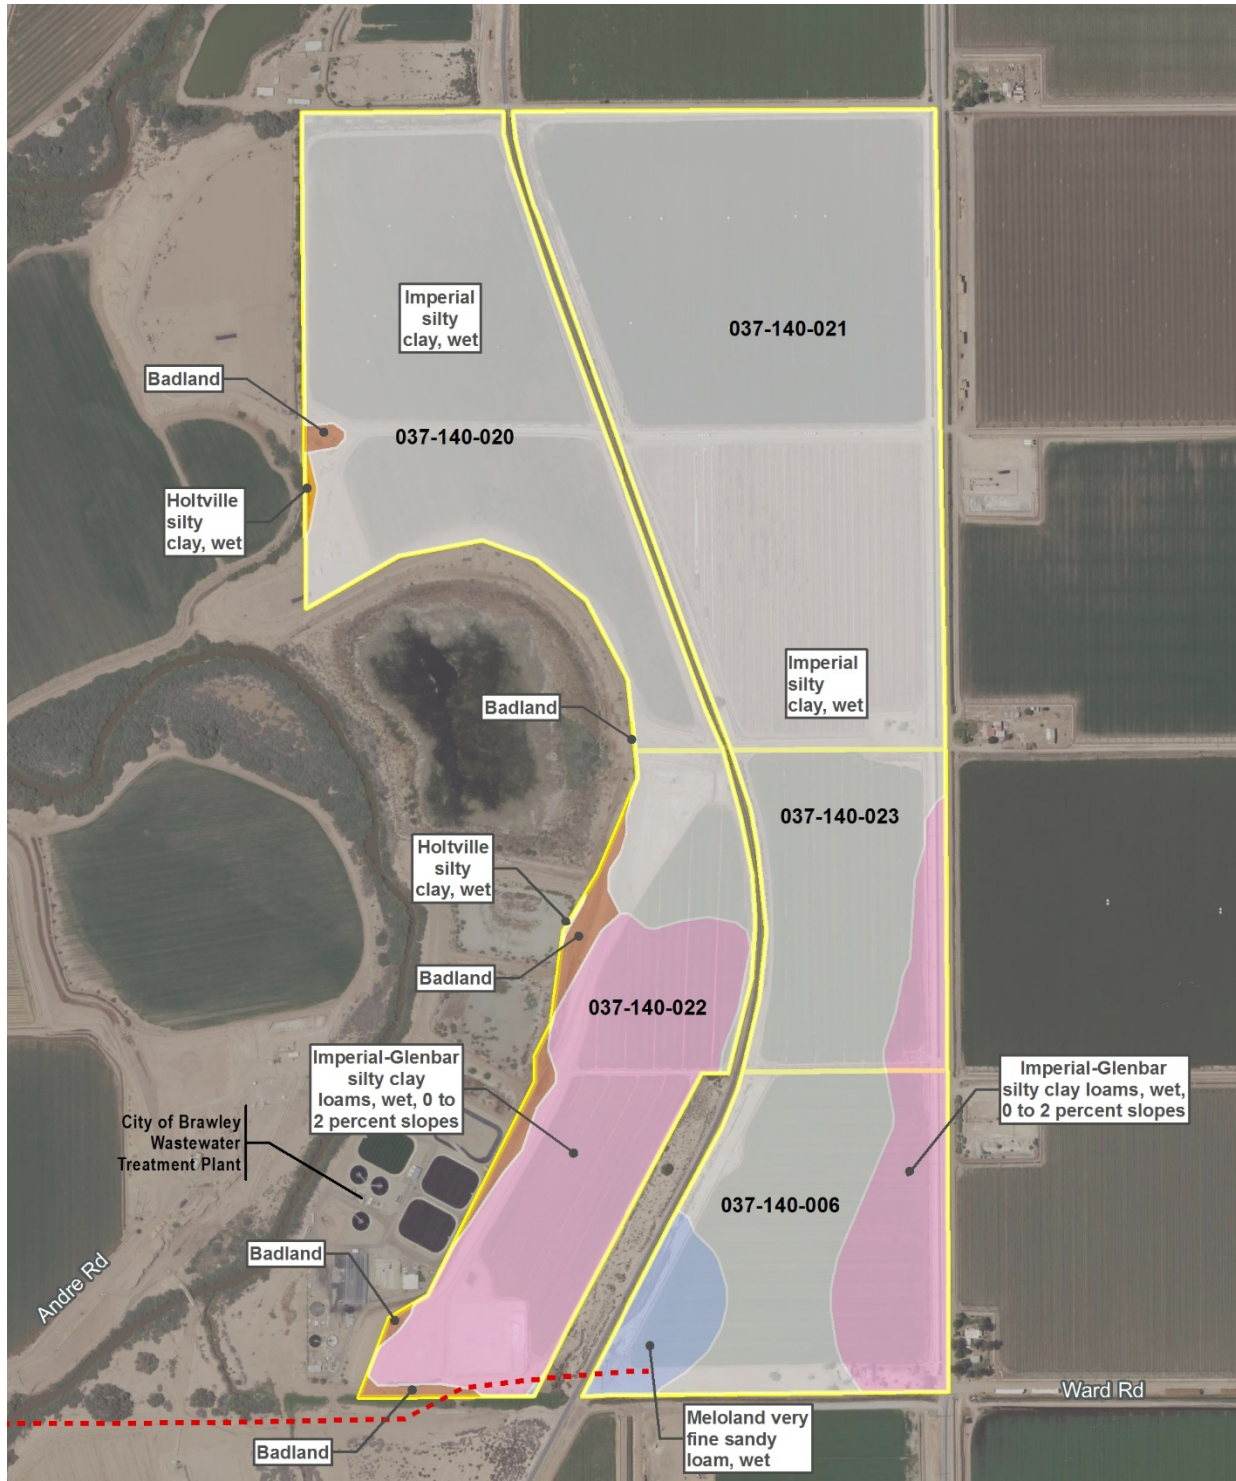 Imperial
silty
clay, wet
037-140-021
Badland
037-140-020
Holtville
silty
clay, wet
Imperial
silty
clay, wet
Badland
037-140-023
Holtville
silty
clay, wet
Badland
037-140-022
Imperial-Glenbar
silty clay
loams, wet, 0 to
2 percent slopes
Imperial-Glenbar
silty clay loams, wet,
0 to 2 percent slopes
City of Brawley
Wastewater
Treatment Plant
037-140-006
Badland
Andre Rd
Ward Rd
Meloland very
fine sandy
loam, wet
Badland